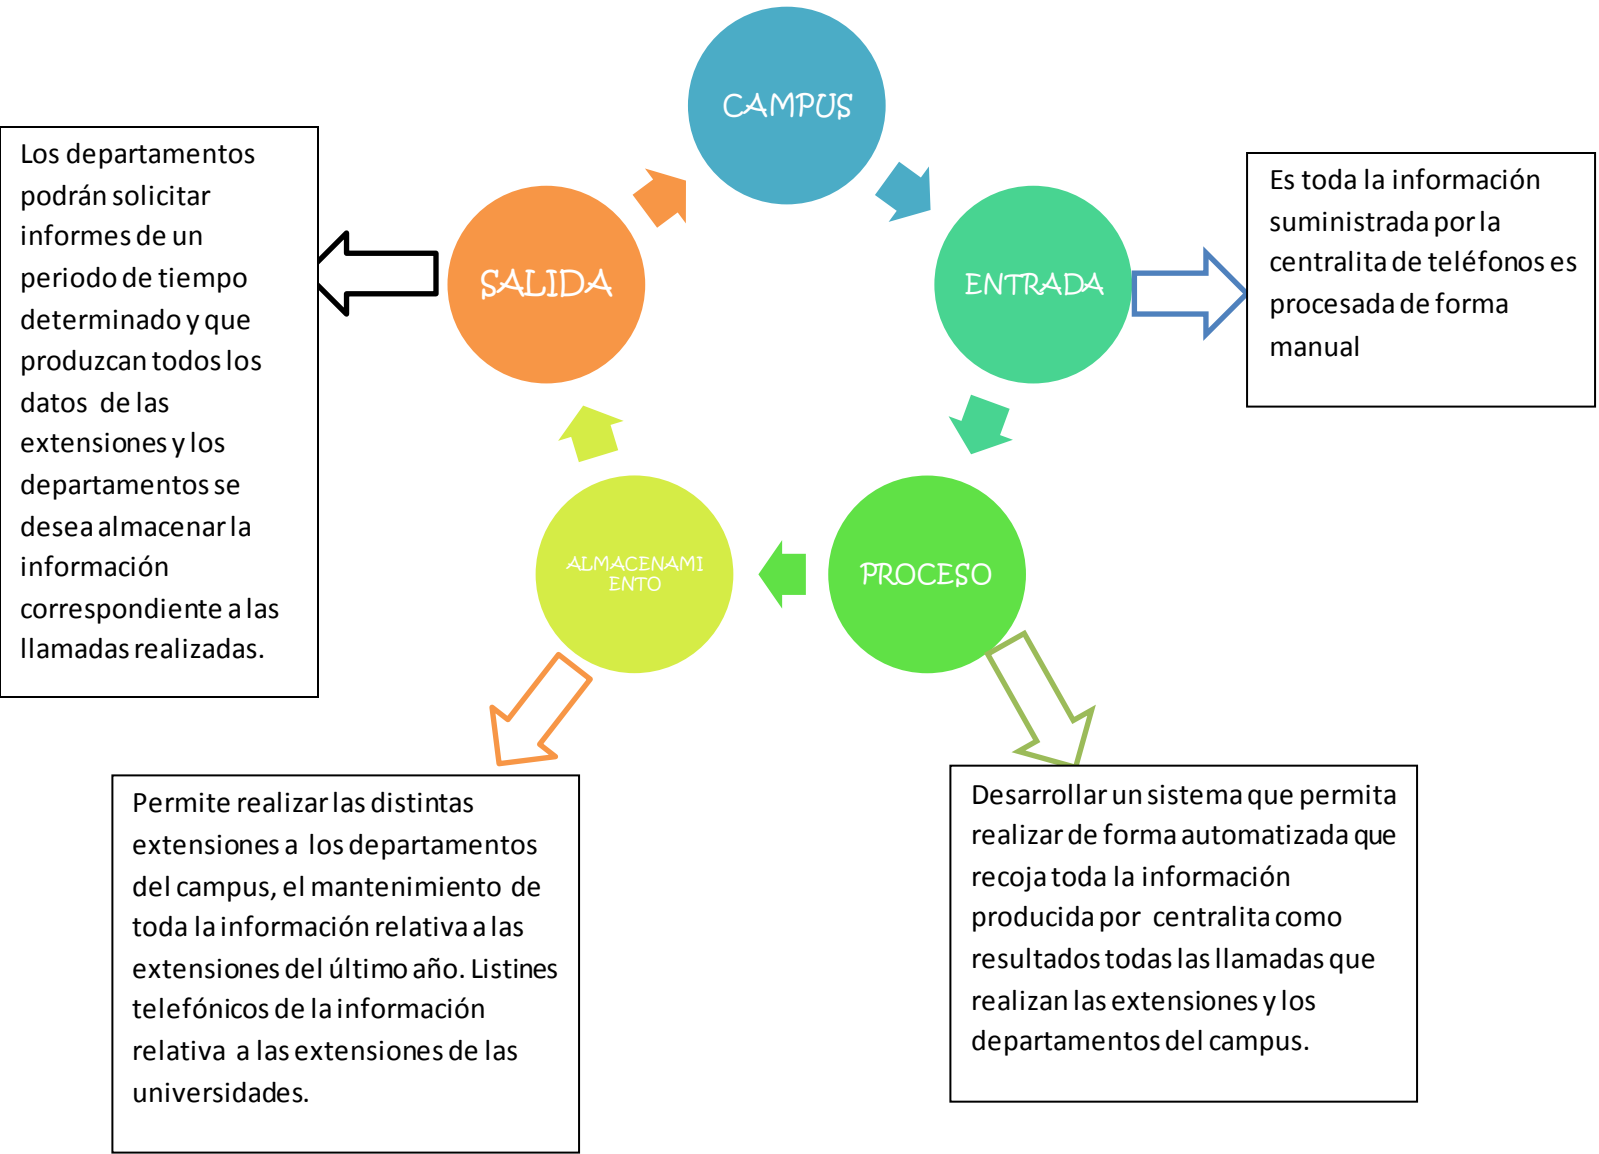 CAMPUS
Los departamentos
podrán solicitar
informes de un
periodo de tiempo
determinado y que
produzcan todos los
datos de las
extensiones y los
departamentos se
desea almacenar la
información
correspondiente a las
llamadas realizadas.
SALIDA
ENTRADA
Es toda la información
suministrada por la
centralita de teléfonos es
procesada de forma
manual
ALMACENAMI
ENTO
PROCESO
Permite realizar las distintas
extensiones a los departamentos
del campus, el mantenimiento de
toda la información relativa a las
extensiones del último año. Listines
telefónicos de la información
relativa a las extensiones de las
universidades.
Desarrollar un sistema que permita
realizar de forma automatizada que
recoja toda la información
producida por centralita como
resultados todas las llamadas que
realizan las extensiones y los
departamentos del campus.